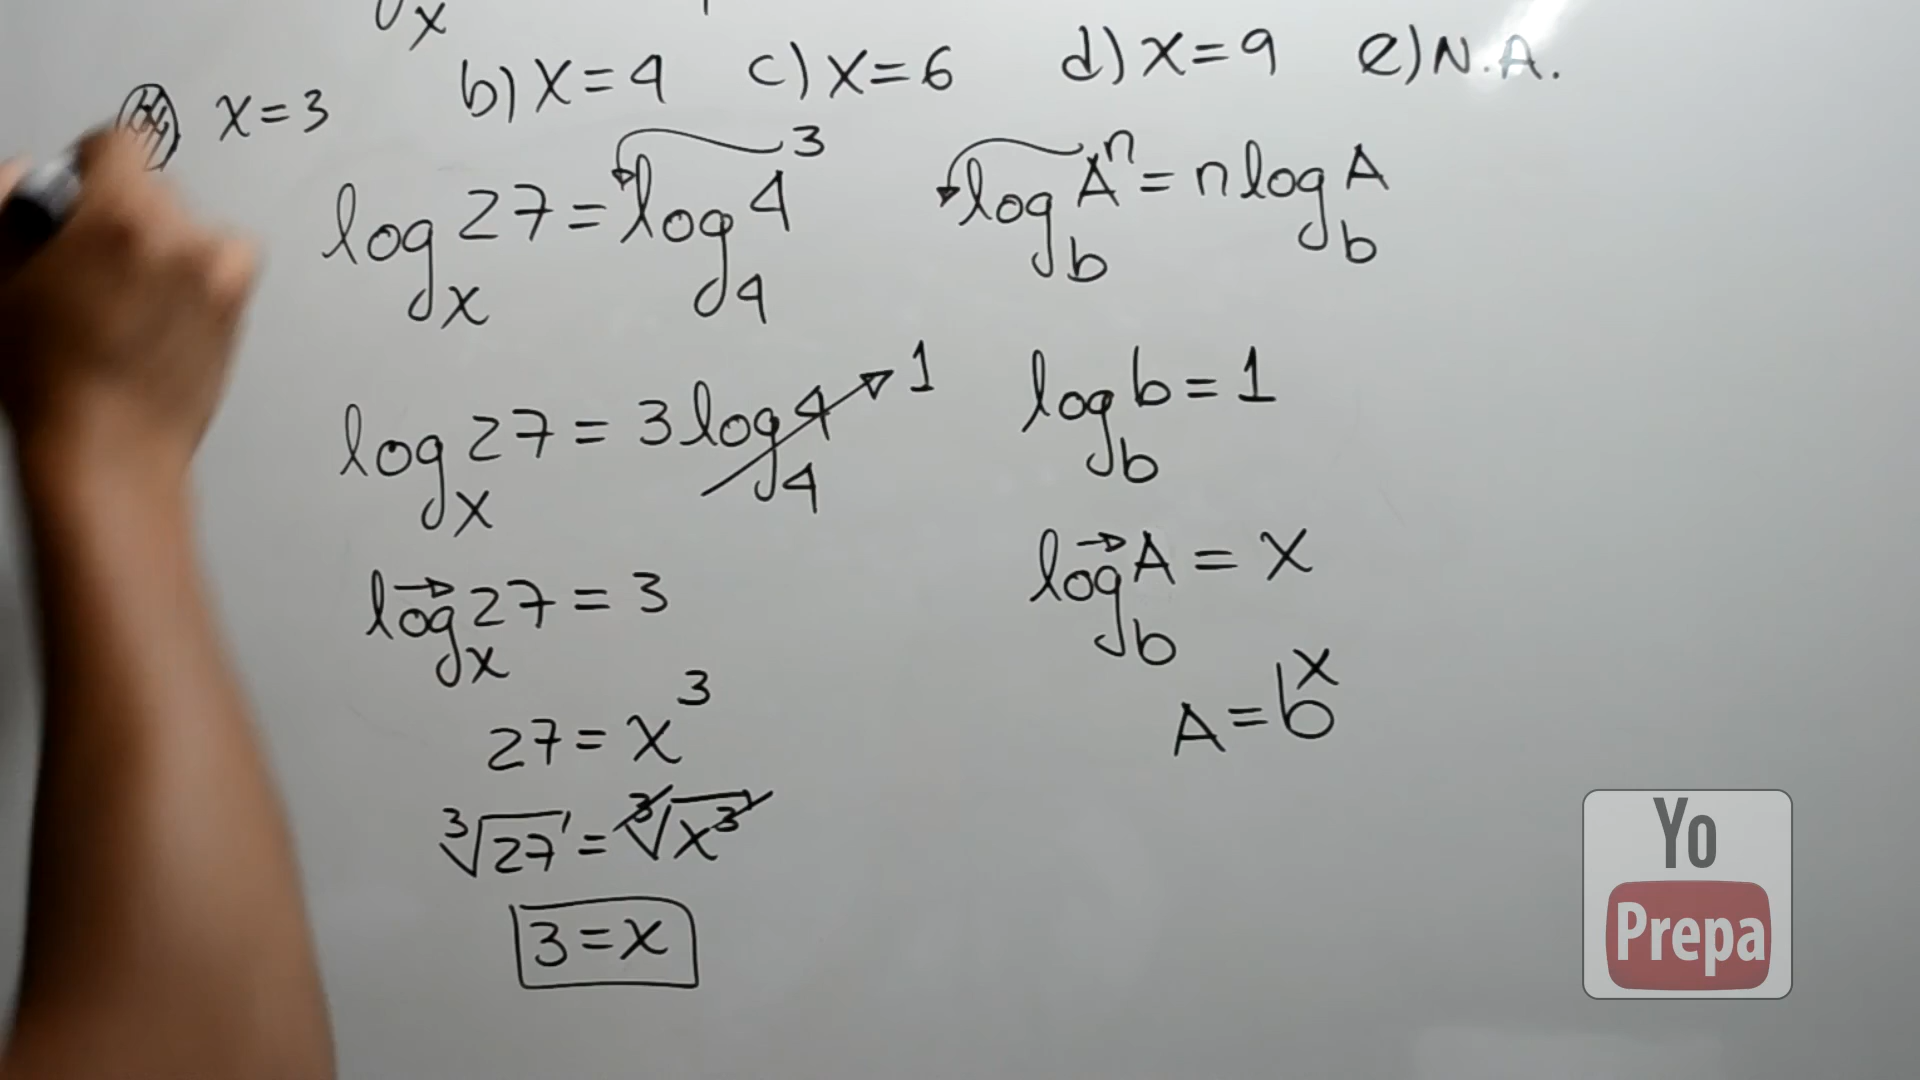 x
x=3 b) x=4 c) x=6 d) x=9 e) N.A.
log_x 27 = log_4 4^3 log_b A^n = n log_b A
log_x 27 = 3 log_4 4 1 log_b b = 1
log_x 27 = 3 log_b A = x
27 = x^3 A = b^x
∛27 = ∛x^3
3 = x
Yo
Prepa